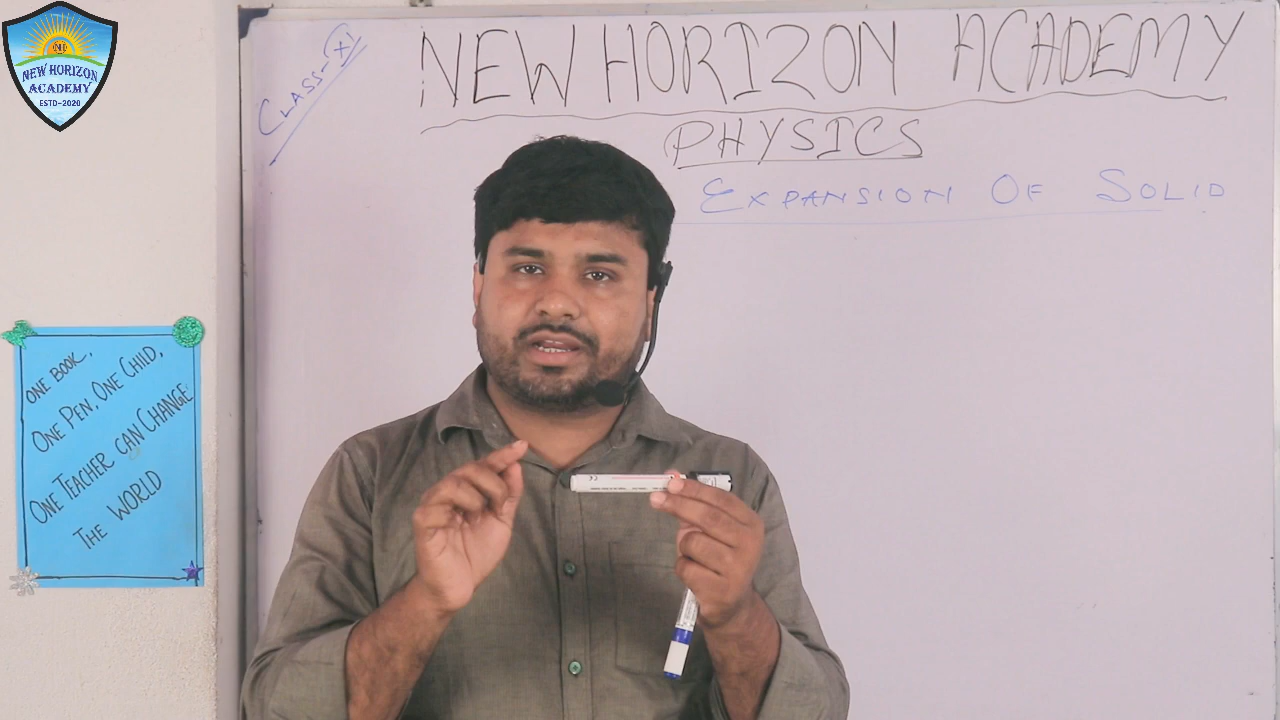 NEW HORIZON
ACADEMY
ESTD-2020
CLASS-XI
NEW HORIZON ACADEMY
PHYSICS
EXPANSION OF SOLID
ONE BOOK,
ONE PEN, ONE CHILD,
ONE TEACHER CAN CHANGE
THE WORLD